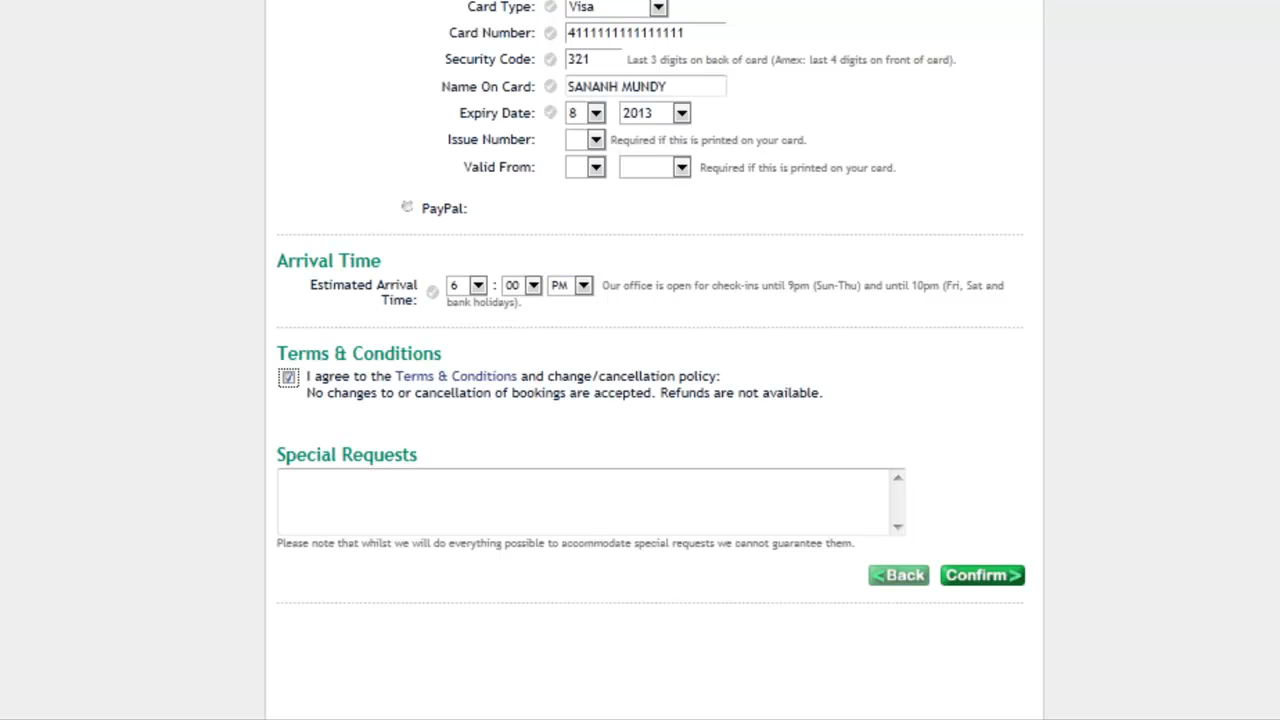 Card Type: Visa
Card Number: 4111111111111111
Security Code: 321 Last 3 digits on back of card (Amex: last 4 digits on front of card).
Name On Card: SANANH MUNDY
Expiry Date: 8 2013
Issue Number: Required if this is printed on your card.
Valid From: Required if this is printed on your card.
PayPal:
Arrival Time
Estimated Arrival Time: 6 : 00 PM Our office is open for check-ins until 9pm (Sun-Thu) and until 10pm (Fri, Sat and
bank holidays).
Terms & Conditions
I agree to the Terms & Conditions and change/cancellation policy:
No changes to or cancellation of bookings are accepted. Refunds are not available.
Special Requests
Please note that whilst we will do everything possible to accommodate special requests we cannot guarantee them.
<Back Confirm>